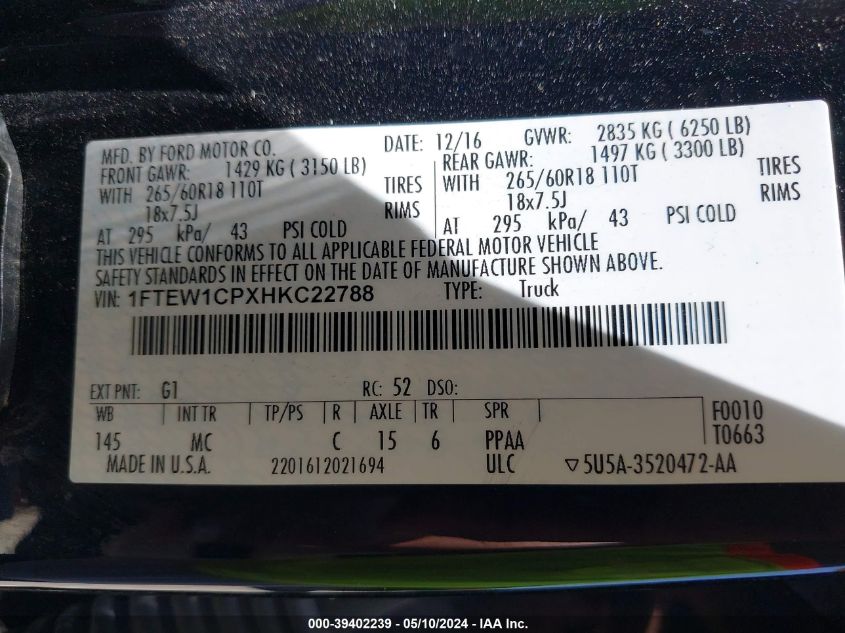 MFD. BY FORD MOTOR CO. DATE: 12/16 GVWR: 2835 KG ( 6250 LB)
FRONT GAWR: 1429 KG ( 3150 LB) REAR GAWR: 1497 KG ( 3300 LB)
WITH 265/60R18 110T TIRES WITH 265/60R18 110T TIRES
18x7.5J RIMS 18x7.5J RIMS
AT 295 kPa/ 43 PSI COLD AT 295 kPa/ 43 PSI COLD
THIS VEHICLE CONFORMS TO ALL APPLICABLE FEDERAL MOTOR VEHICLE
SAFETY STANDARDS IN EFFECT ON THE DATE OF MANUFACTURE SHOWN ABOVE.
VIN: 1FTEW1CPXHKC22788 TYPE: Truck
EXT PNT: G1 RC: 52 DSO:
WB INT TR TP/PS R AXLE TR SPR F0010
145 MC C 15 6 PPAA T0663
MADE IN U.S.A. 2201612021694 ULC ▽5U5A-3520472-AA
000-39402239 - 05/10/2024 - IAA Inc.